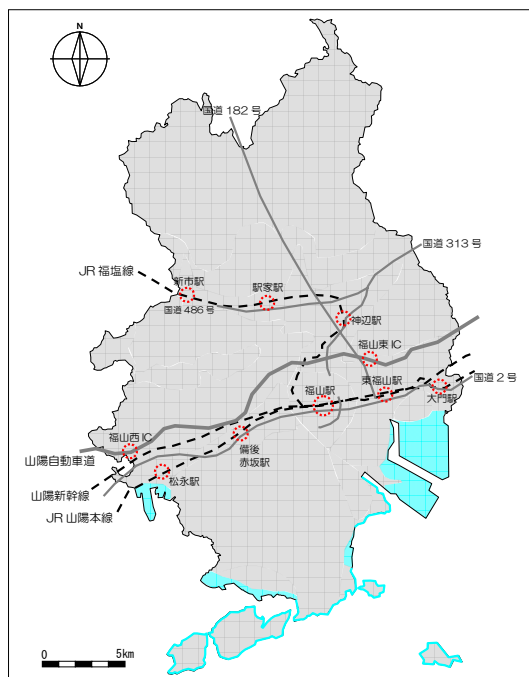 N
国道 182 号
国道 313 号
JR 福塩線
新市駅
駅家駅
国道 486 号
神辺駅
福山東 IC
福山駅
東福山駅
国道 2 号
大門駅
福山西 IC
備後
赤坂駅
山陽自動車道
松永駅
山陽新幹線
JR 山陽本線
0 5km